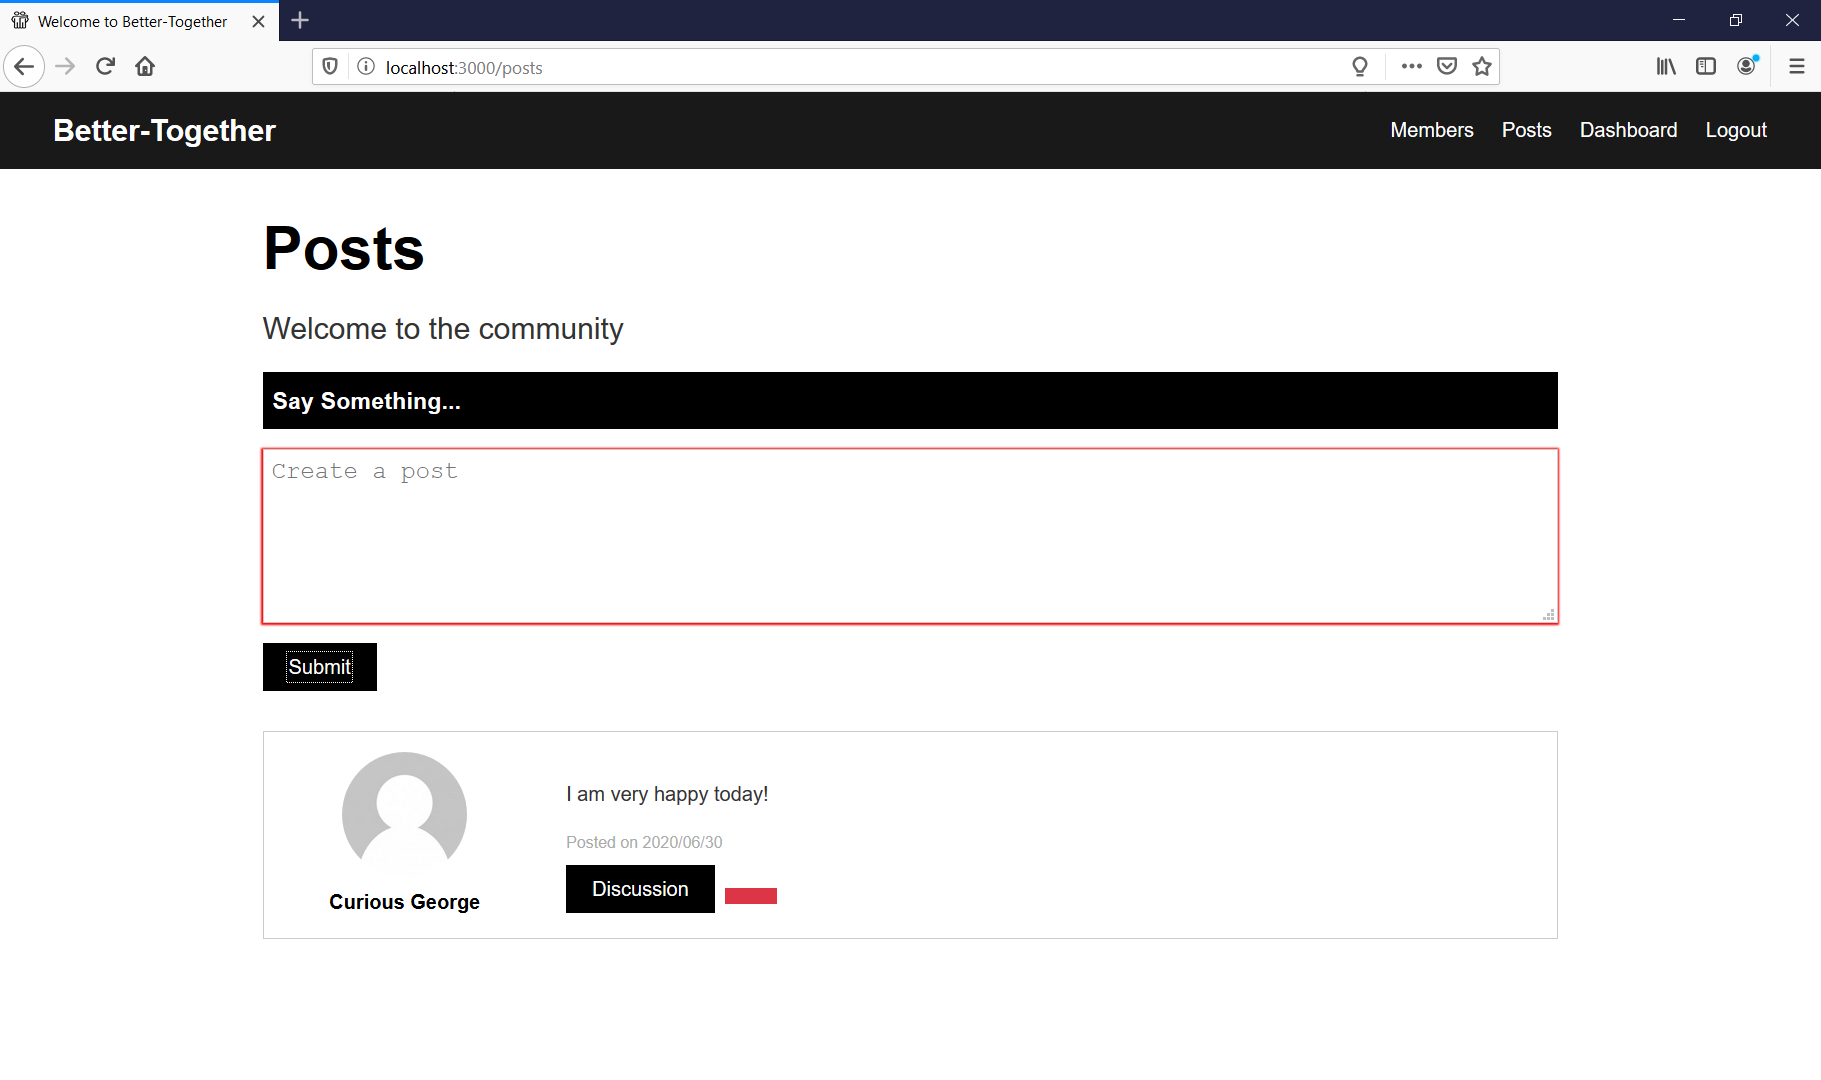 Welcome to Better-Together
localhost:3000/posts
Better-Together
Members Posts Dashboard Logout
Posts
Welcome to the community
Say Something...
Create a post
Submit
I am very happy today!
Posted on 2020/06/30
Discussion
Curious George